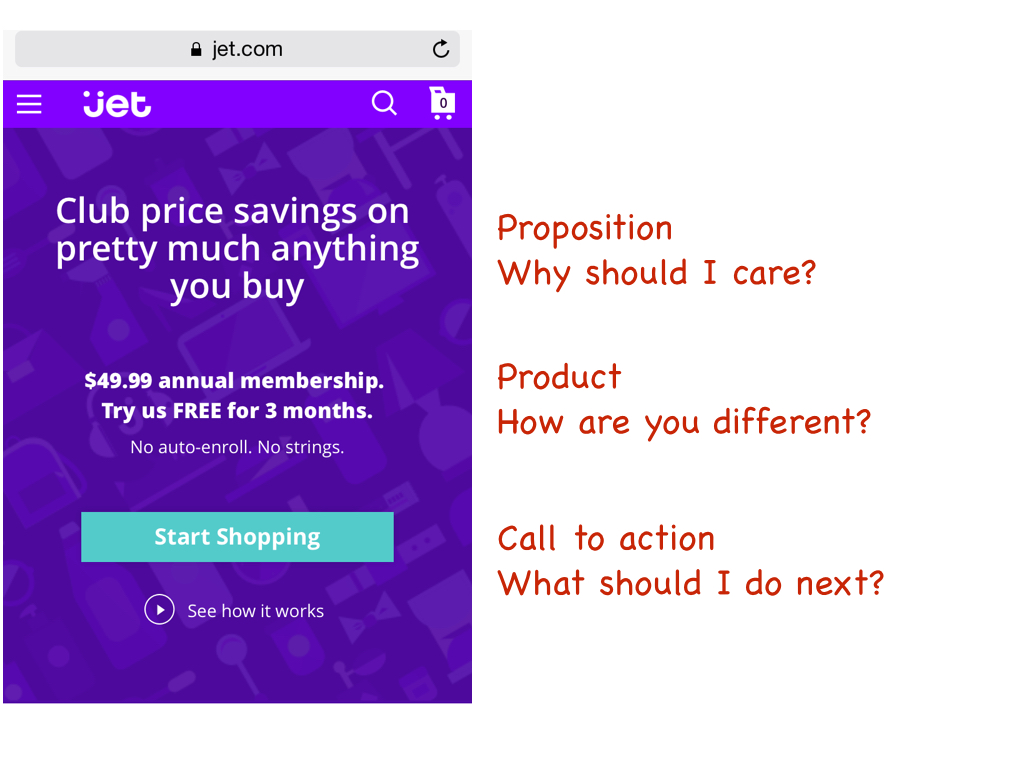 jet.com
jet
0
Club price savings on
pretty much anything
you buy
$49.99 annual membership.
Try us FREE for 3 months.
No auto-enroll. No strings.
Start Shopping
See how it works
Proposition
Why should I care?
Product
How are you different?
Call to action
What should I do next?